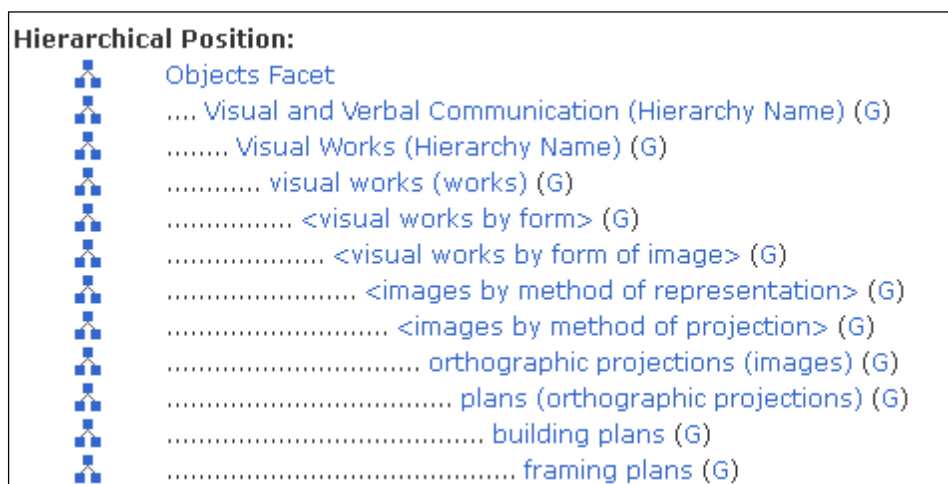 Hierarchical Position:
Objects Facet
.... Visual and Verbal Communication (Hierarchy Name) (G)
........ Visual Works (Hierarchy Name) (G)
............ visual works (works) (G)
................ <visual works by form> (G)
.................... <visual works by form of image> (G)
........................ <images by method of representation> (G)
............................ <images by method of projection> (G)
................................ orthographic projections (images) (G)
.................................... plans (orthographic projections) (G)
........................................ building plans (G)
............................................ framing plans (G)